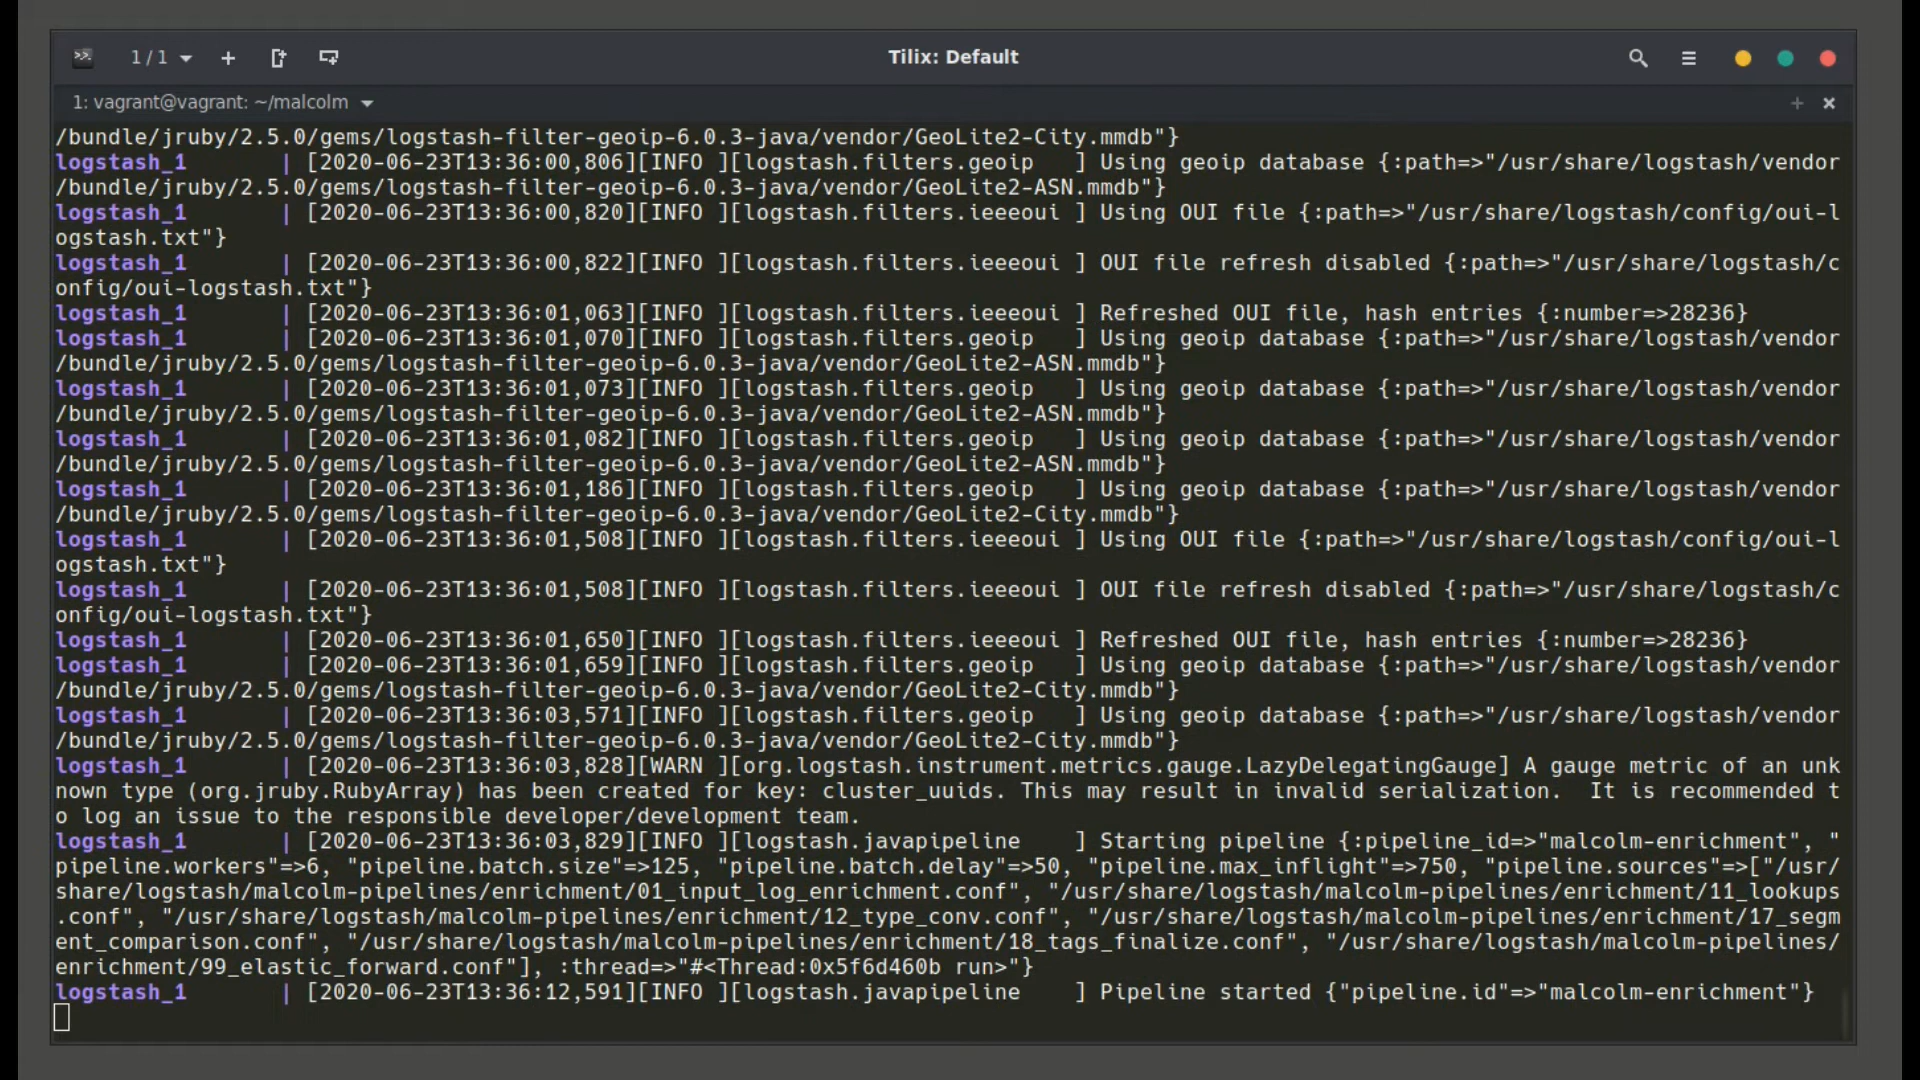 1 / 1
Tilix: Default
1: vagrant@vagrant: ~/malcolm
/bundle/jruby/2.5.0/gems/logstash-filter-geoip-6.0.3-java/vendor/GeoLite2-City.mmdb"}
logstash_1       | [2020-06-23T13:36:00,806][INFO ][logstash.filters.geoip   ] Using geoip database {:path=>"/usr/share/logstash/vendor
/bundle/jruby/2.5.0/gems/logstash-filter-geoip-6.0.3-java/vendor/GeoLite2-ASN.mmdb"}
logstash_1       | [2020-06-23T13:36:00,820][INFO ][logstash.filters.ieeeoui ] Using OUI file {:path=>"/usr/share/logstash/config/oui-l
ogstash.txt"}
logstash_1       | [2020-06-23T13:36:00,822][INFO ][logstash.filters.ieeeoui ] OUI file refresh disabled {:path=>"/usr/share/logstash/c
onfig/oui-logstash.txt"}
logstash_1       | [2020-06-23T13:36:01,063][INFO ][logstash.filters.ieeeoui ] Refreshed OUI file, hash entries {:number=>28236}
logstash_1       | [2020-06-23T13:36:01,070][INFO ][logstash.filters.geoip   ] Using geoip database {:path=>"/usr/share/logstash/vendor
/bundle/jruby/2.5.0/gems/logstash-filter-geoip-6.0.3-java/vendor/GeoLite2-ASN.mmdb"}
logstash_1       | [2020-06-23T13:36:01,073][INFO ][logstash.filters.geoip   ] Using geoip database {:path=>"/usr/share/logstash/vendor
/bundle/jruby/2.5.0/gems/logstash-filter-geoip-6.0.3-java/vendor/GeoLite2-ASN.mmdb"}
logstash_1       | [2020-06-23T13:36:01,082][INFO ][logstash.filters.geoip   ] Using geoip database {:path=>"/usr/share/logstash/vendor
/bundle/jruby/2.5.0/gems/logstash-filter-geoip-6.0.3-java/vendor/GeoLite2-ASN.mmdb"}
logstash_1       | [2020-06-23T13:36:01,186][INFO ][logstash.filters.geoip   ] Using geoip database {:path=>"/usr/share/logstash/vendor
/bundle/jruby/2.5.0/gems/logstash-filter-geoip-6.0.3-java/vendor/GeoLite2-City.mmdb"}
logstash_1       | [2020-06-23T13:36:01,508][INFO ][logstash.filters.ieeeoui ] Using OUI file {:path=>"/usr/share/logstash/config/oui-l
ogstash.txt"}
logstash_1       | [2020-06-23T13:36:01,508][INFO ][logstash.filters.ieeeoui ] OUI file refresh disabled {:path=>"/usr/share/logstash/c
onfig/oui-logstash.txt"}
logstash_1       | [2020-06-23T13:36:01,650][INFO ][logstash.filters.ieeeoui ] Refreshed OUI file, hash entries {:number=>28236}
logstash_1       | [2020-06-23T13:36:01,659][INFO ][logstash.filters.geoip   ] Using geoip database {:path=>"/usr/share/logstash/vendor
/bundle/jruby/2.5.0/gems/logstash-filter-geoip-6.0.3-java/vendor/GeoLite2-City.mmdb"}
logstash_1       | [2020-06-23T13:36:03,571][INFO ][logstash.filters.geoip   ] Using geoip database {:path=>"/usr/share/logstash/vendor
/bundle/jruby/2.5.0/gems/logstash-filter-geoip-6.0.3-java/vendor/GeoLite2-City.mmdb"}
logstash_1       | [2020-06-23T13:36:03,828][WARN ][org.logstash.instrument.metrics.gauge.LazyDelegatingGauge] A gauge metric of an unk
nown type (org.jruby.RubyArray) has been created for key: cluster_uuids. This may result in invalid serialization.  It is recommended t
o log an issue to the responsible developer/development team.
logstash_1       | [2020-06-23T13:36:03,829][INFO ][logstash.javapipeline    ] Starting pipeline {:pipeline_id=>"malcolm-enrichment", "
pipeline.workers"=>6, "pipeline.batch.size"=>125, "pipeline.batch.delay"=>50, "pipeline.max_inflight"=>750, "pipeline.sources"=>["/usr/
share/logstash/malcolm-pipelines/enrichment/01_input_log_enrichment.conf", "/usr/share/logstash/malcolm-pipelines/enrichment/11_lookups
.conf", "/usr/share/logstash/malcolm-pipelines/enrichment/12_type_conv.conf", "/usr/share/logstash/malcolm-pipelines/enrichment/17_segm
ent_comparison.conf", "/usr/share/logstash/malcolm-pipelines/enrichment/18_tags_finalize.conf", "/usr/share/logstash/malcolm-pipelines/
enrichment/99_elastic_forward.conf"], :thread=>"#<Thread:0x5f6d460b run>"}
logstash_1       | [2020-06-23T13:36:12,591][INFO ][logstash.javapipeline    ] Pipeline started {"pipeline.id"=>"malcolm-enrichment"}